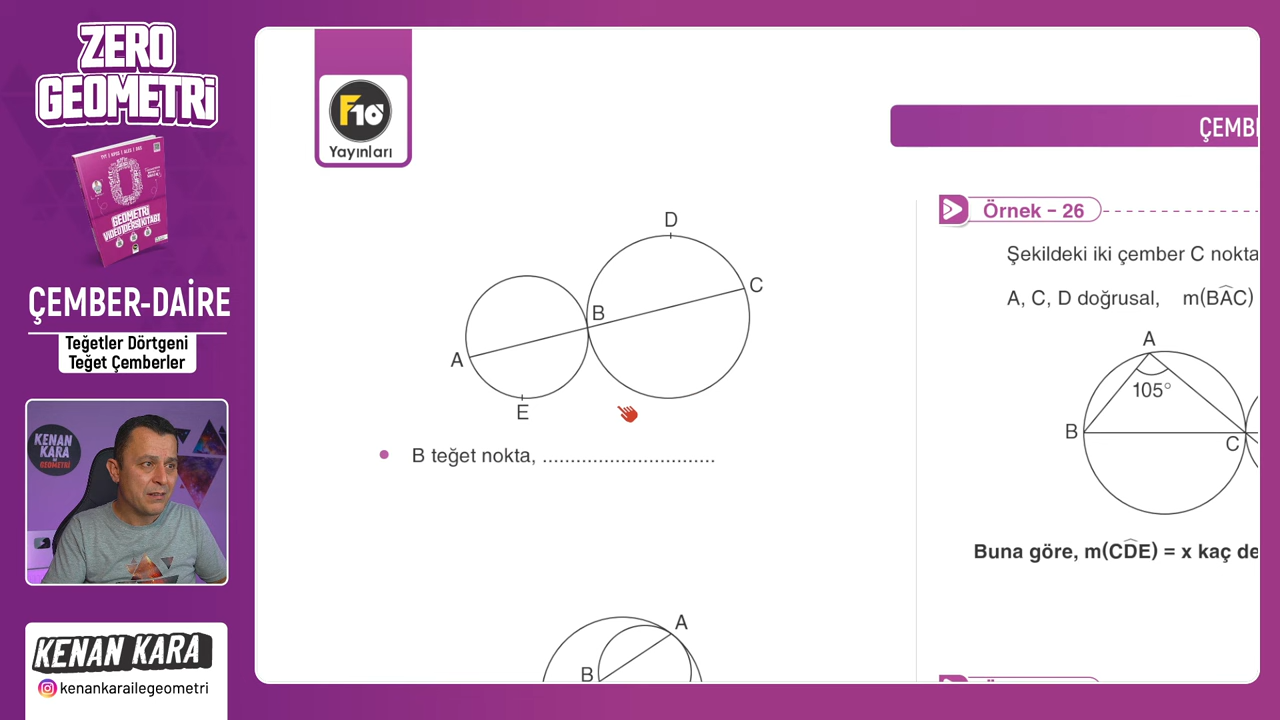 ZERO
GEOMETRİ
GEOMETRİ
VİDEO DERS KİTABI
ÇEMBER-DAİRE
Teğetler Dörtgeni
Teğet Çemberler
KENAN
KARA
GEOMETRİ
KENAN KARA
kenankarailegeometri
F10
Yayınları
D
C
B
A
E
B teğet nokta, ...............................
A
B
ÇEMBE
Örnek - 26
Şekildeki iki çember C nokta
A, C, D doğrusal, m(BAC)
A
105°
B
C
Buna göre, m(CDE) = x kaç de